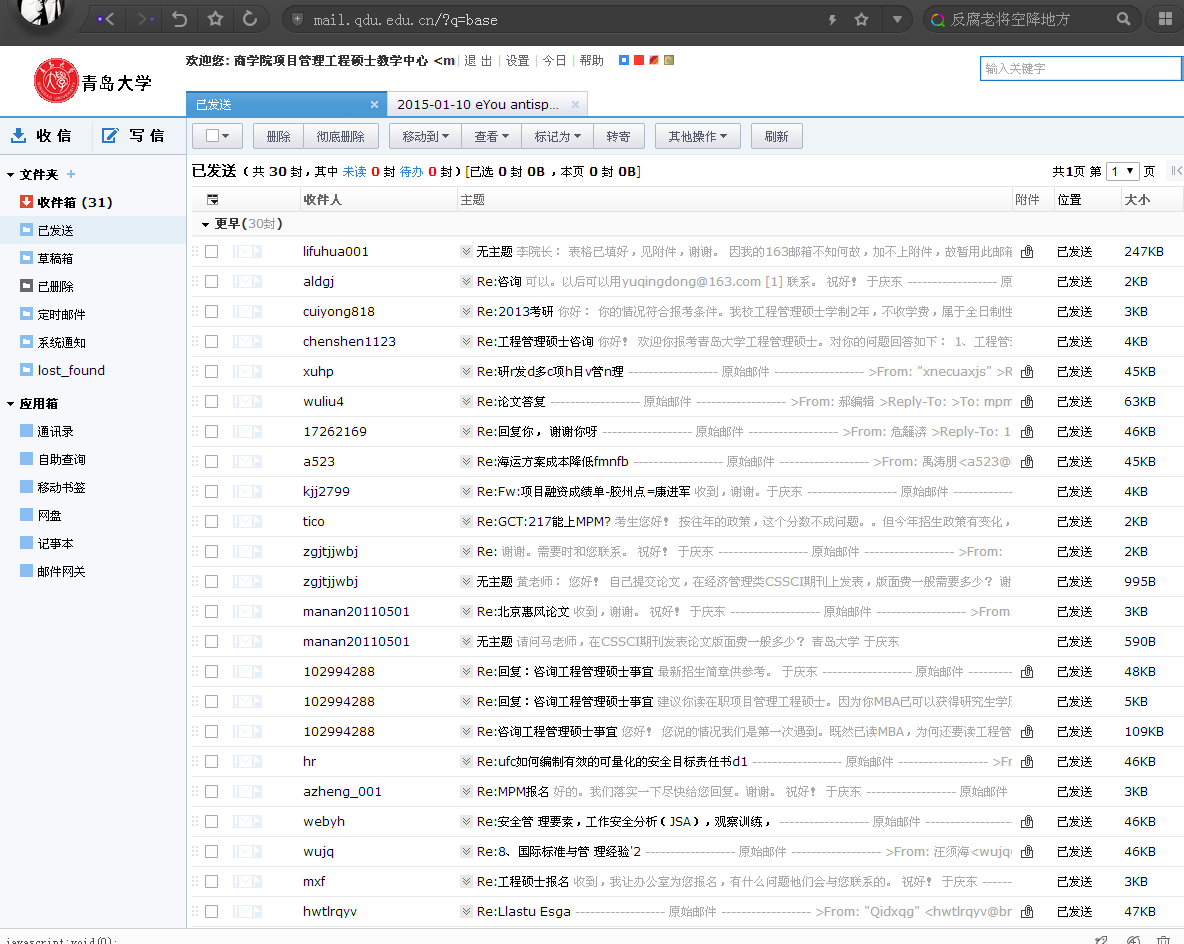 mail.qdu.edu.cn/?q=base
反腐老将空降地方
青岛大学
欢迎您: 商学院项目管理工程硕士教学中心 <m 退 出 | 设置 | 今日 | 帮助
输入关键字
已发送 × 2015-01-10 eYou antisp... ×
收 信 写 信
删除 彻底删除 移动到 查看 标记为 转寄 其他操作 刷新
已发送 ( 共 30 封，其中 未读 0 封 待办 0 封 ) [已选 0 封 0B ，本页 0 封 0B]
共1页 第 1 页
文件夹 +
收件箱 (31)
已发送
草稿箱
已删除
定时邮件
系统通知
lost_found
应用箱
通讯录
自助查询
移动书签
网盘
记事本
邮件网关
收件人 主题 附件 位置 大小
更早(30封)
lifuhua001 无主题 李院长： 表格已填好，见附件，谢谢。 因我的163邮箱不知何故，加不上附件，故暂用此邮箱 已发送 247KB
aldgj Re:咨询 可以。以后可以用yuqingdong@163.com [1] 联系。 祝好！ 于庆东 ------------------ 原 已发送 2KB
cuiyong818 Re:2013考研 你好： 你的情况符合报考条件。我校工程管理硕士学制2年，不收学费，属于全日制性 已发送 3KB
chenshen1123 Re:工程管理硕士咨询 你好！ 欢迎你报考青岛大学工程管理硕士。对你的问题回答如下： 1、工程管 已发送 4KB
xuhp Re:研r发d多c项h目v管n理 ------------------ 原始邮件 ------------------ >From: "xnecuaxjs" >R 已发送 45KB
wuliu4 Re:论文答复 ------------------ 原始邮件 ------------------ >From: 郝编辑 >Reply-To: >To: mpm 已发送 63KB
17262169 Re:回复你，谢谢你呀 ------------------ 原始邮件 ------------------ >From: >Reply-To: 1 已发送 46KB
a523 Re:海运方案成本降低fmnfb ------------------ 原始邮件 ------------------ >From: 禹涛朋<a523@ 已发送 45KB
kjj2799 Re:Fw:项目融资成绩单-胶州点=康进军 收到，谢谢。于庆东 ------------------ 原始邮件 ------------ 已发送 4KB
tico Re:GCT:217能上MPM? 考生您好！ 按往年的政策，这个分数不成问题。。但今年招生政策有变化， 已发送 2KB
zgjtjjwbj Re: 谢谢。需要时和您联系。 祝好！ 于庆东 ------------------ 原始邮件 ------------------ >From: 已发送 2KB
zgjtjjwbj 无主题 黄老师： 您好！ 自己提交论文，在经济管理类CSSCI期刊上发表，版面费一般需要多少？ 谢 已发送 995B
manan20110501 Re:北京惠风论文 收到，谢谢。 祝好！ 于庆东 ------------------ 原始邮件 ------------------ >From 已发送 3KB
manan20110501 无主题 请问马老师，在CSSCI期刊发表论文版面费一般多少？ 青岛大学 于庆东 已发送 590B
102994288 Re:回复：咨询工程管理硕士事宜 最新招生简章供参考。 于庆东 ------------------ 原始邮件 --------- 已发送 48KB
102994288 Re:回复：咨询工程管理硕士事宜 建议你读在职项目管理工程硕士。因为你MBA已可以获得研究生学历 已发送 5KB
102994288 Re:咨询工程管理硕士事宜 您好！ 您说的情况我们是第一次遇到。既然已读MBA，为何还要读工程管 已发送 109KB
hr Re:ufc如何编制有效的可量化的安全目标责任书d1 ------------------ 原始邮件 ------------------ >Fr 已发送 46KB
azheng_001 Re:MPM报名 好的。我们落实一下尽快给您回复。谢谢。 祝好！ 于庆东 ------------------ 原始邮件 已发送 3KB
webyh Re:安全管 理要素，工作安全分析（JSA），观察训练， ------------------ 原始邮件 ------------------ 已发送 46KB
wujq Re:8、国际标准与管 理经验'2 ------------------ 原始邮件 ------------------ >From: 汪须海<wujq 已发送 46KB
mxf Re:工程硕士报名 收到，我让办公室为您报名，有什么问题他们会与您联系的。 祝好！ 于庆东 ------ 已发送 3KB
hwtlrqyv Re:Llastu Esga ------------------ 原始邮件 ------------------ >From: "Qidxqg" <hwtlrqyv@br 已发送 47KB
javascript:void(0);